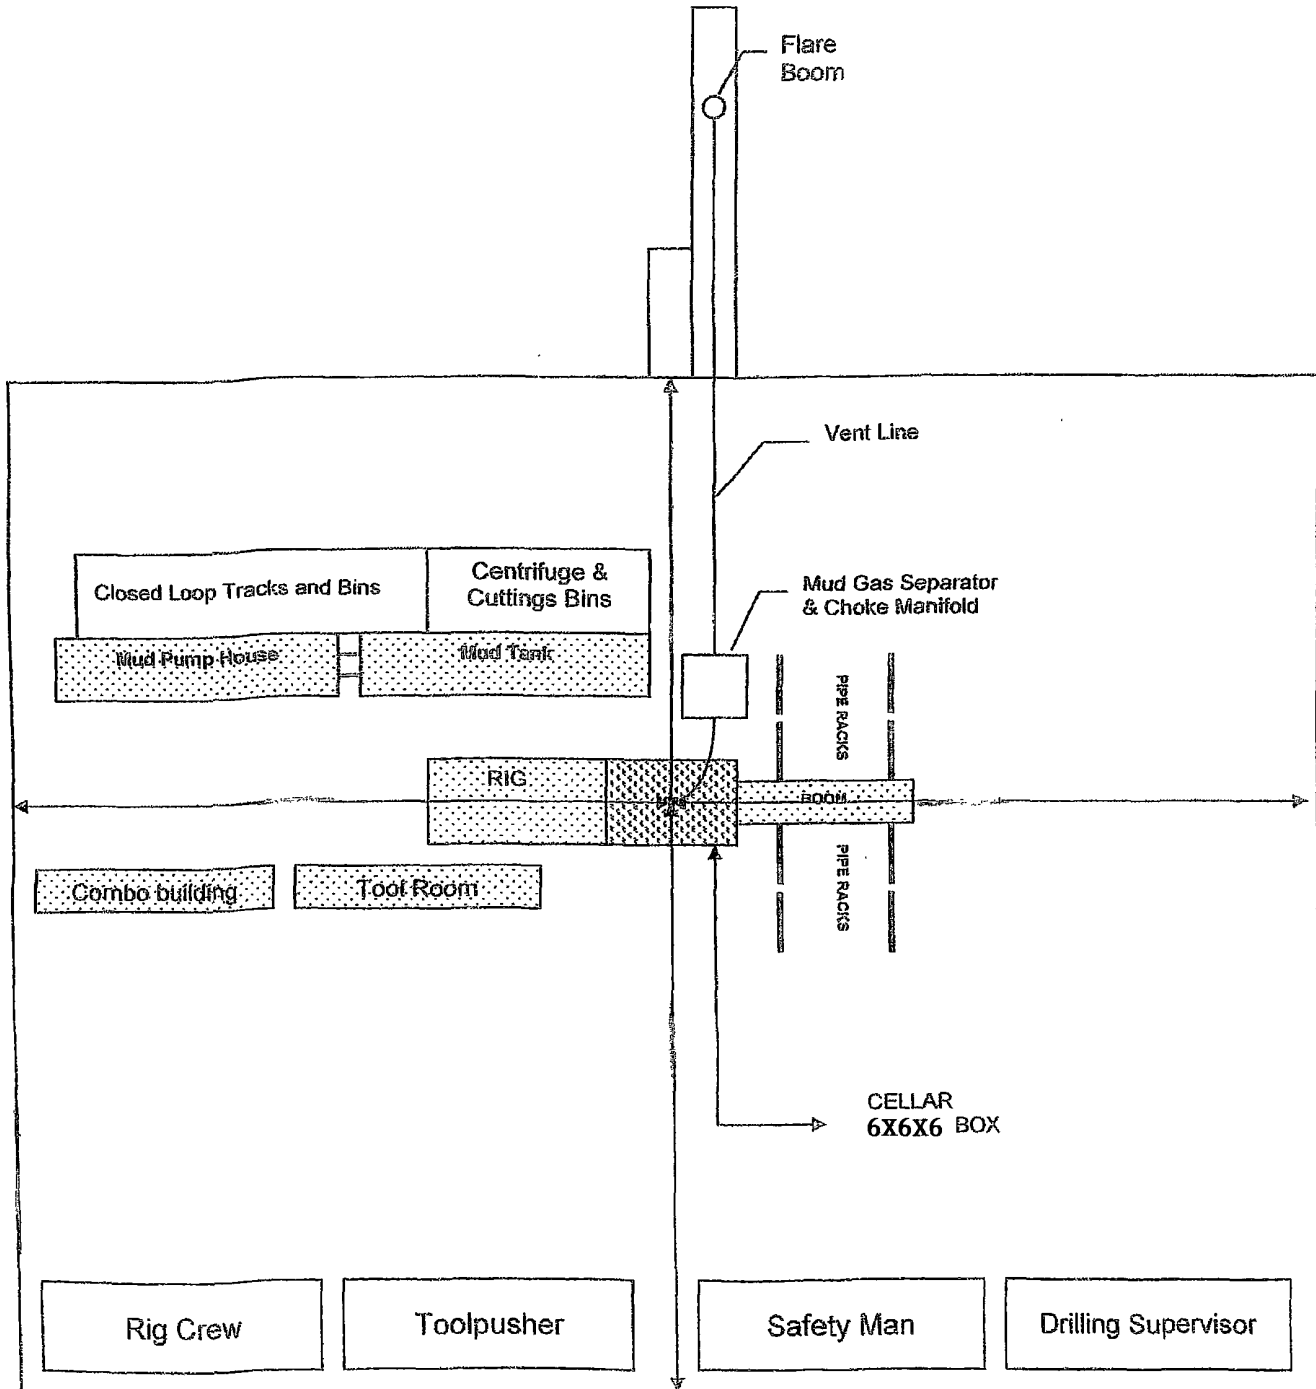 Flare
Boom
Vent Line
Closed Loop Tracks and Bins
Centrifuge &
Cuttings Bins
Mud Gas Separator
& Choke Manifold
Mud Pump House
Mud Tank
PIPE RACKS
RIG
BOOM
PIPE RACKS
Combo building
Tool Room
CELLAR
6X6X6 BOX
Rig Crew
Toolpusher
Safety Man
Drilling Supervisor